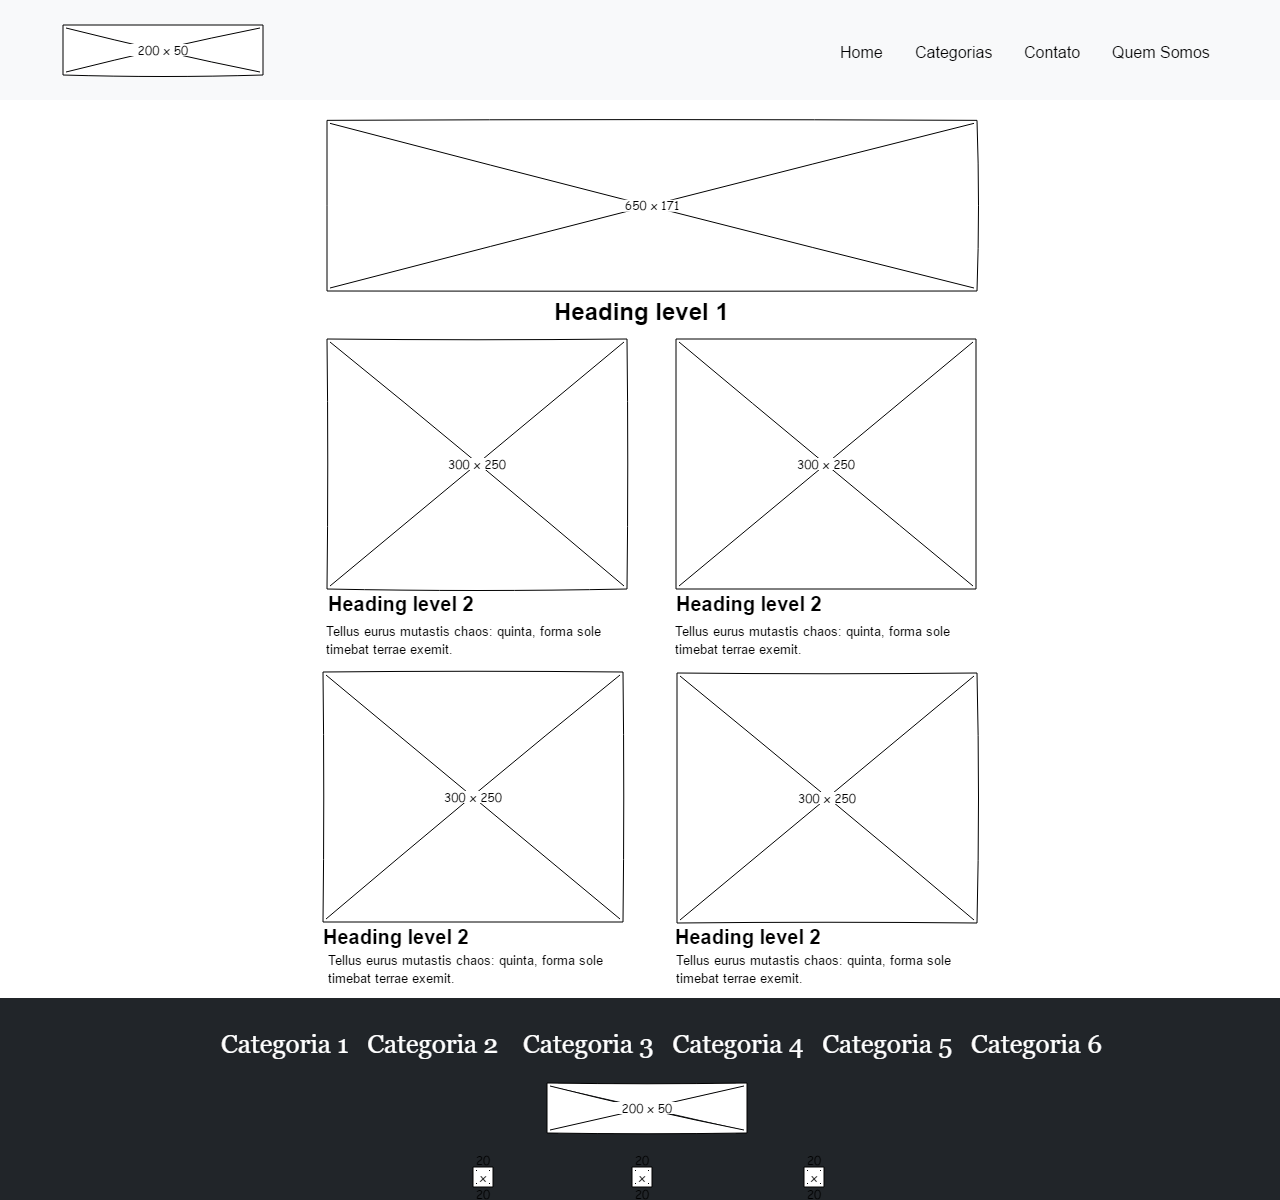 200 x 50
Home Categorias Contato Quem Somos
650 x 171
Heading level 1
300 x 250 300 x 250
Heading level 2 Heading level 2
Tellus eurus mutastis chaos: quinta, forma sole Tellus eurus mutastis chaos: quinta, forma sole
timebat terrae exemit. timebat terrae exemit.
300 x 250 300 x 250
Heading level 2 Heading level 2
Tellus eurus mutastis chaos: quinta, forma sole Tellus eurus mutastis chaos: quinta, forma sole
timebat terrae exemit. timebat terrae exemit.
Categoria 1 Categoria 2 Categoria 3 Categoria 4 Categoria 5 Categoria 6
200 x 50
20 20 20
x x x
20 20 20